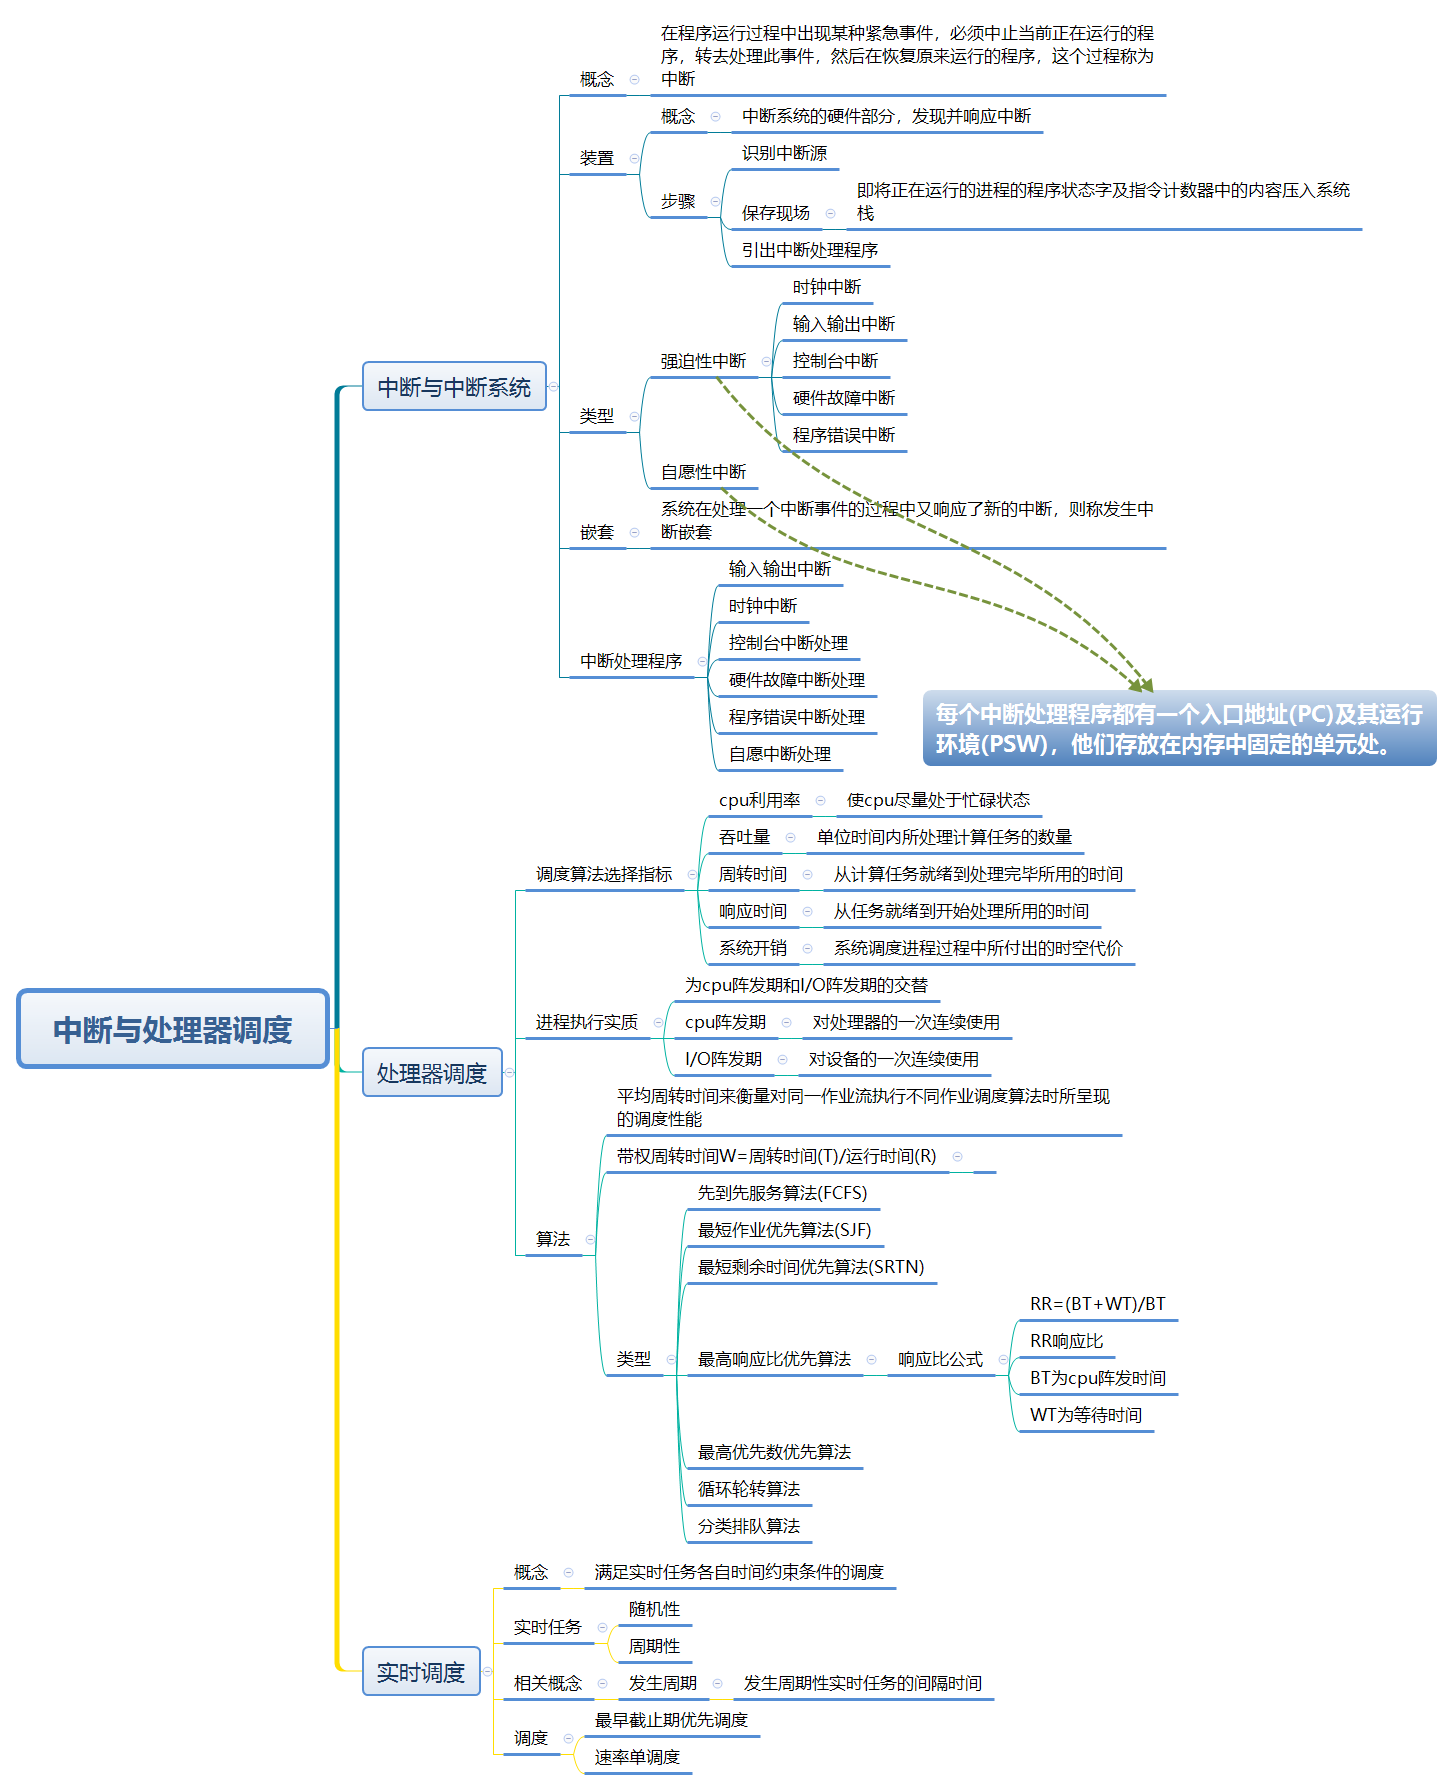 在程序运行过程中出现某种紧急事件，必须中止当前正在运行的程
序，转去处理此事件，然后在恢复原来运行的程序，这个过程称为
中断
概念
概念
中断系统的硬件部分，发现并响应中断
装置
识别中断源
步骤
即将正在运行的进程的程序状态字及指令计数器中的内容压入系统
栈
保存现场
引出中断处理程序
时钟中断
输入输出中断
强迫性中断
控制台中断
中断与中断系统
硬件故障中断
类型
程序错误中断
自愿性中断
系统在处理一个中断事件的过程中又响应了新的中断，则称发生中
断嵌套
嵌套
输入输出中断
时钟中断
控制台中断处理
中断处理程序
硬件故障中断处理
程序错误中断处理
自愿中断处理
每个中断处理程序都有一个入口地址(PC)及其运行
环境(PSW)，他们存放在内存中固定的单元处。
cpu利用率
使cpu尽量处于忙碌状态
吞吐量
单位时间内所处理计算任务的数量
调度算法选择指标
周转时间
从计算任务就绪到处理完毕所用的时间
响应时间
从任务就绪到开始处理所用的时间
系统开销
系统调度进程过程中所付出的时空代价
为cpu阵发期和I/O阵发期的交替
进程执行实质
cpu阵发期
对处理器的一次连续使用
I/O阵发期
对设备的一次连续使用
中断与处理器调度
处理器调度
平均周转时间来衡量对同一作业流执行不同作业调度算法时所呈现
的调度性能
带权周转时间W=周转时间(T)/运行时间(R)
先到先服务算法(FCFS)
最短作业优先算法(SJF)
算法
最短剩余时间优先算法(SRTN)
RR=(BT+WT)/BT
RR响应比
类型
最高响应比优先算法
响应比公式
BT为cpu阵发时间
WT为等待时间
最高优先数优先算法
循环轮转算法
分类排队算法
概念
满足实时任务各自时间约束条件的调度
随机性
实时任务
周期性
实时调度
相关概念
发生周期
发生周期性实时任务的间隔时间
最早截止期优先调度
调度
速率单调度